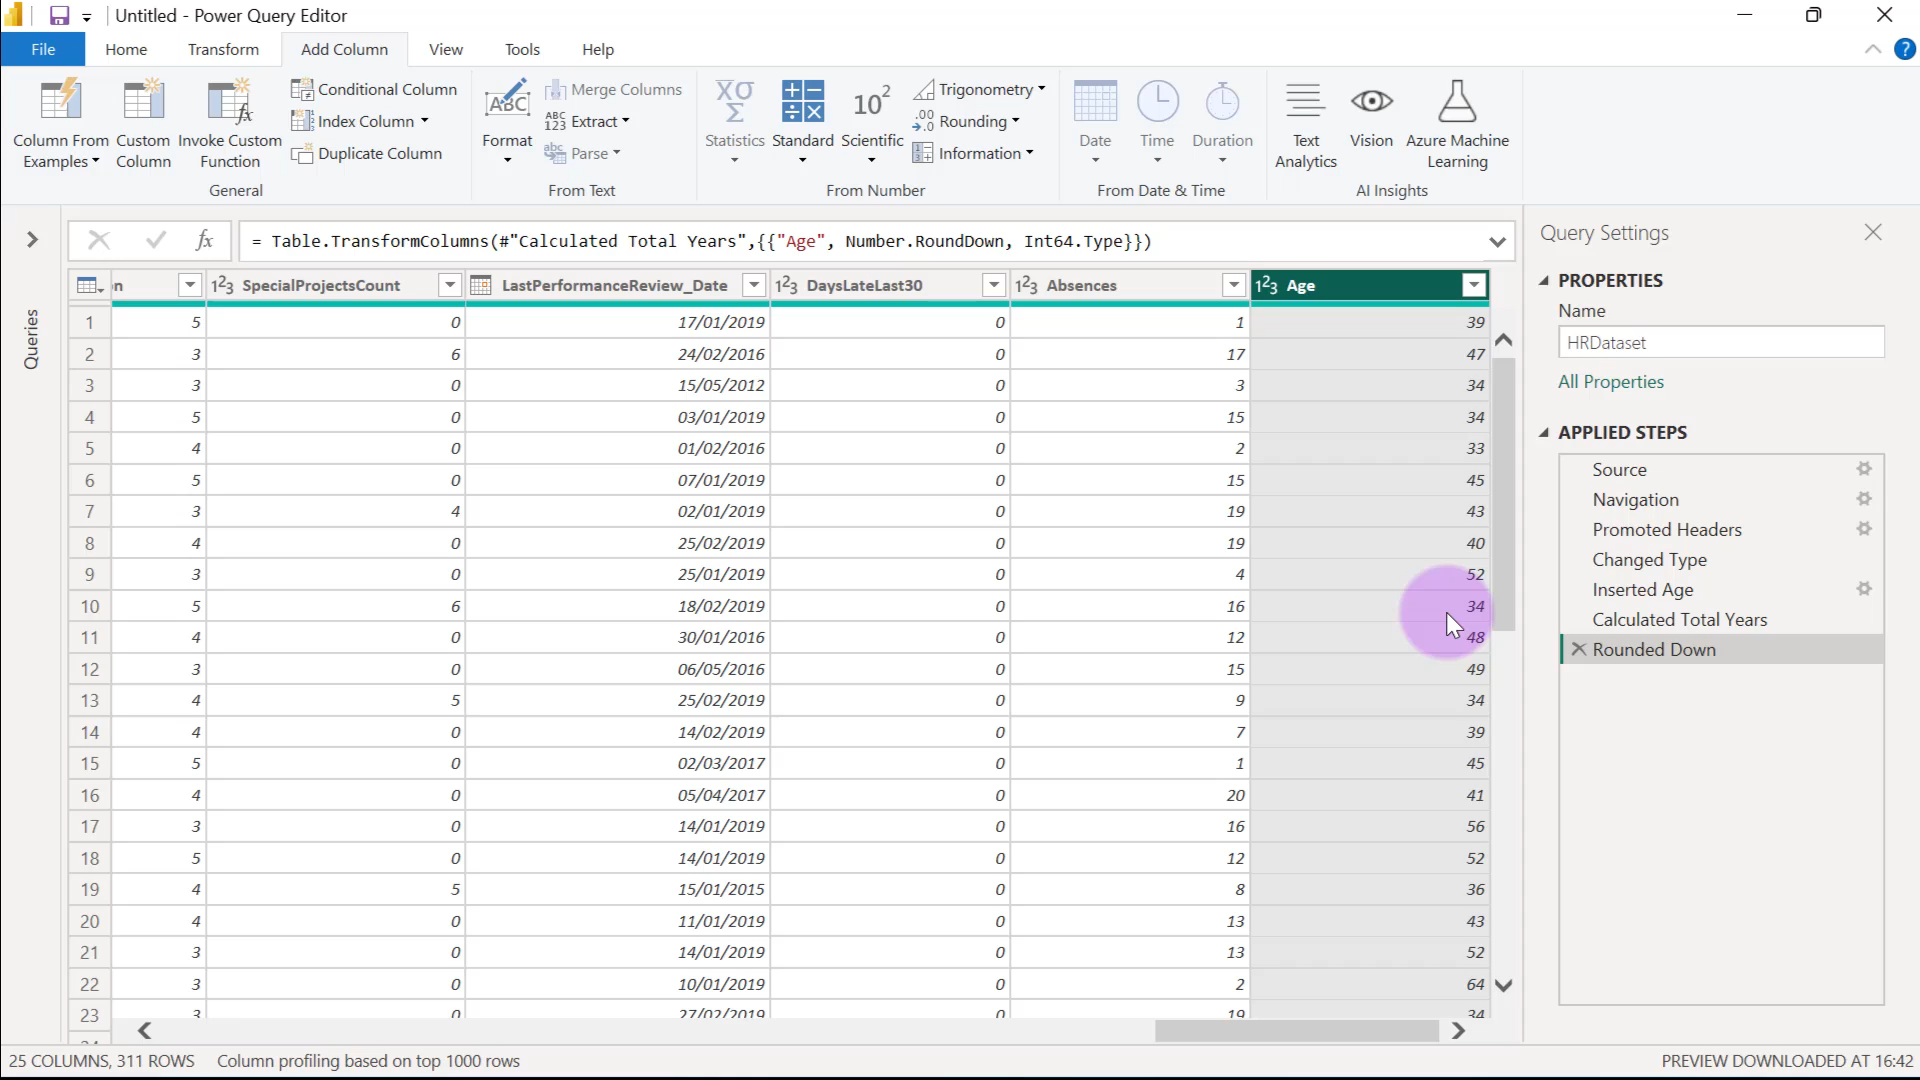 Untitled - Power Query Editor
File Home Transform Add Column View Tools Help
Column From Examples
Custom Column
Invoke Custom Function
Conditional Column
Index Column
Duplicate Column
General
Format
Merge Columns
Extract
Parse
From Text
Statistics
Standard
Scientific
Trigonometry
Rounding
Information
From Number
Date
Time
Duration
From Date & Time
Text Analytics
Vision
Azure Machine Learning
AI Insights
= Table.TransformColumns(#"Calculated Total Years",{{"Age", Number.RoundDown, Int64.Type}})
Queries
n SpecialProjectsCount LastPerformanceReview_Date DaysLateLast30 Absences Age
1 5 0 17/01/2019 0 1 39
2 3 6 24/02/2016 0 17 47
3 3 0 15/05/2012 0 3 34
4 5 0 03/01/2019 0 15 34
5 4 0 01/02/2016 0 2 33
6 5 0 07/01/2019 0 15 45
7 3 4 02/01/2019 0 19 43
8 4 0 25/02/2019 0 19 40
9 3 0 25/01/2019 0 4 52
10 5 6 18/02/2019 0 16 34
11 4 0 30/01/2016 0 12 48
12 3 0 06/05/2016 0 15 49
13 4 5 25/02/2019 0 9 34
14 4 0 14/02/2019 0 7 39
15 5 0 02/03/2017 0 1 45
16 4 0 05/04/2017 0 20 41
17 3 0 14/01/2019 0 16 56
18 5 0 14/01/2019 0 12 52
19 4 5 15/01/2015 0 8 36
20 4 0 11/01/2019 0 13 43
21 3 0 14/01/2019 0 13 52
22 3 0 10/01/2019 0 2 64
23 3 0 27/02/2019 0 19 34
Query Settings
PROPERTIES
Name
HRDataset
All Properties
APPLIED STEPS
Source
Navigation
Promoted Headers
Changed Type
Inserted Age
Calculated Total Years
Rounded Down
25 COLUMNS, 311 ROWS Column profiling based on top 1000 rows
PREVIEW DOWNLOADED AT 16:42